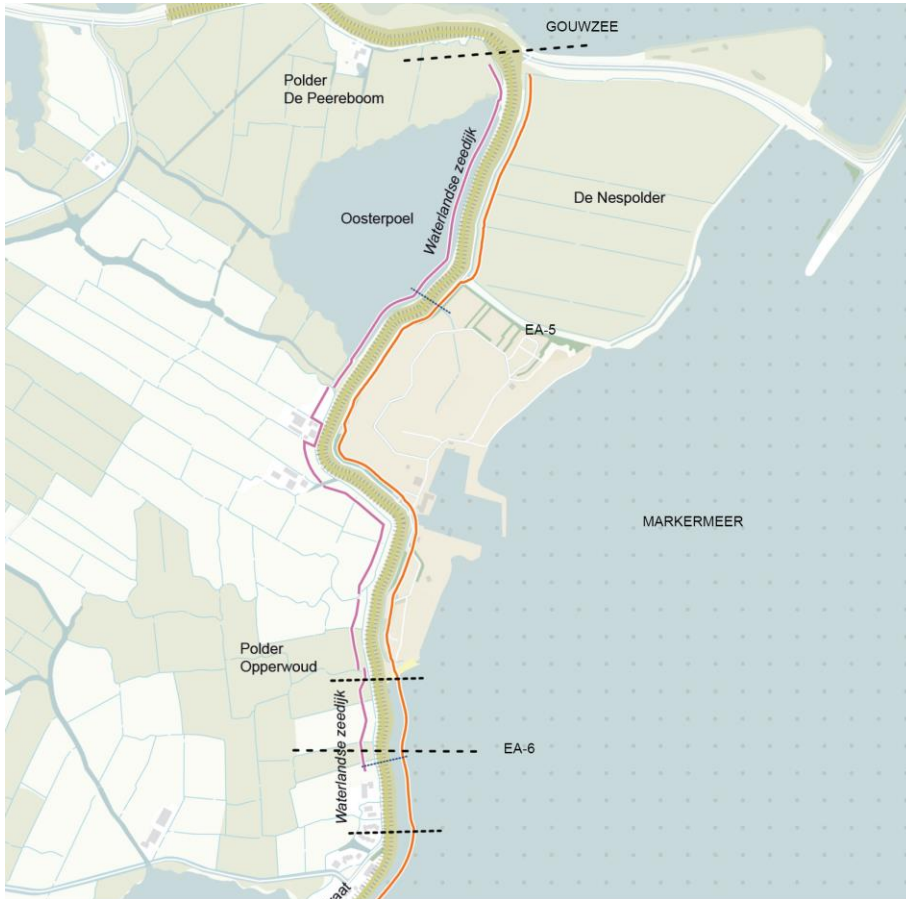 GOUWZEE
Polder
De Peereboom
Waterlandse zeedijk
De Nespolder
Oosterpoel
EA-5
MARKERMEER
Polder
Opperwoud
Waterlandse zeedijk
EA-6